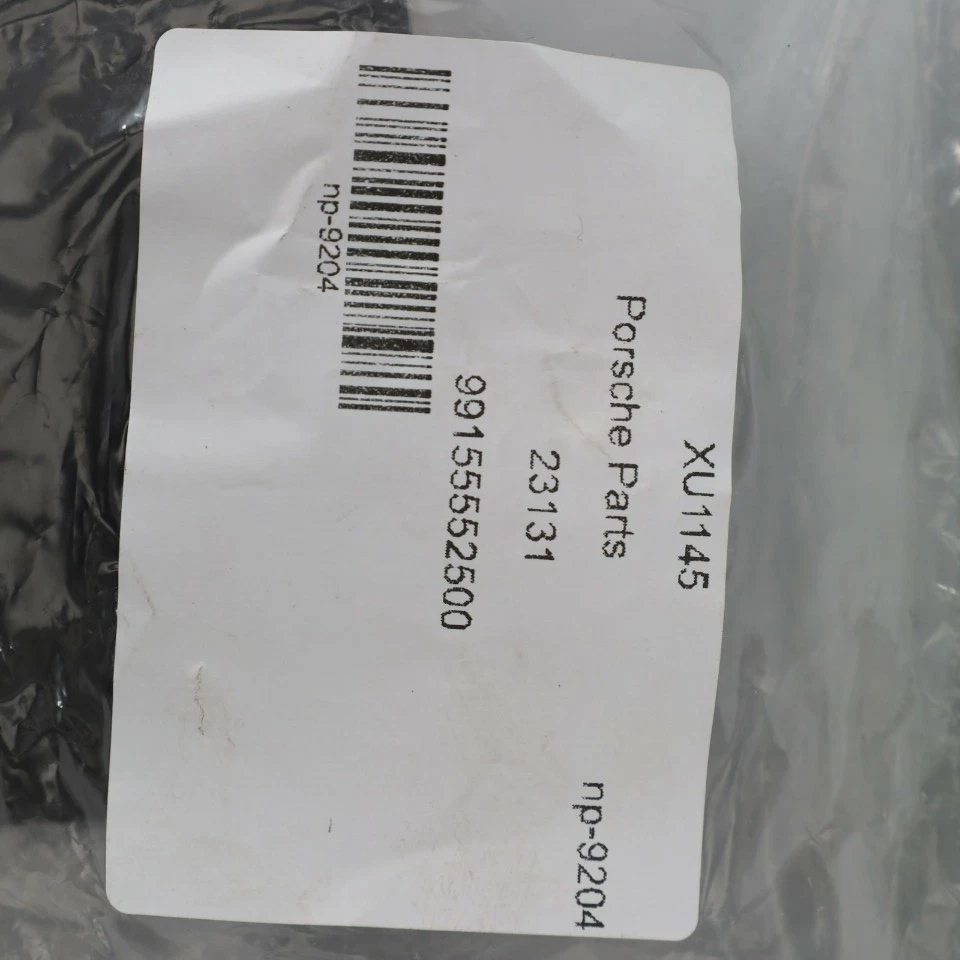 XU1145
Porsche Parts
np-9204
23131
99155552500
np-9204